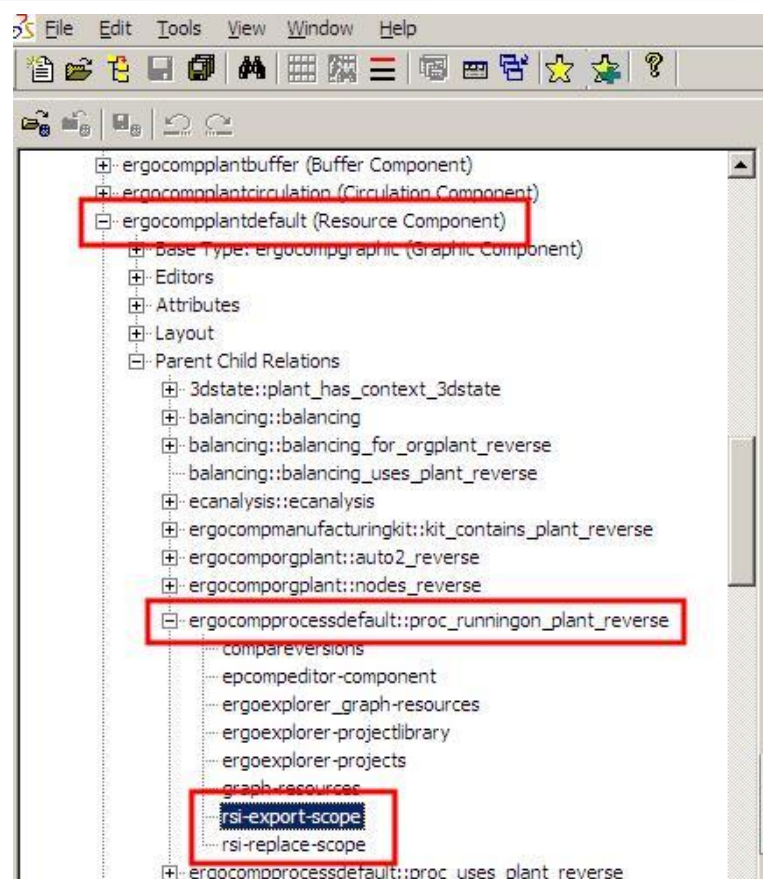 File Edit Tools View Window Help
ergocompplantbuffer (Buffer Component)
ergocompplantcirculation (Circulation Component)
ergocompplantdefault (Resource Component)
Base Type: ergocompgraphic (Graphic Component)
Editors
Attributes
Layout
Parent Child Relations
3dstate::plant_has_context_3dstate
balancing::balancing
balancing::balancing_for_orgplant_reverse
balancing::balancing_uses_plant_reverse
ecanalysis::ecanalysis
ergocompmanufacturingkit::kit_contains_plant_reverse
ergocomporgplant::auto2_reverse
ergocomporgplant::nodes_reverse
ergocompprocessdefault::proc_runningon_plant_reverse
compareversions
epcompeditor-component
ergoexplorer_graph-resources
ergoexplorer-projectlibrary
ergoexplorer-projects
graph-resources
rsi-export-scope
rsi-replace-scope
ergocompprocessdefault::proc_uses_plant_reverse